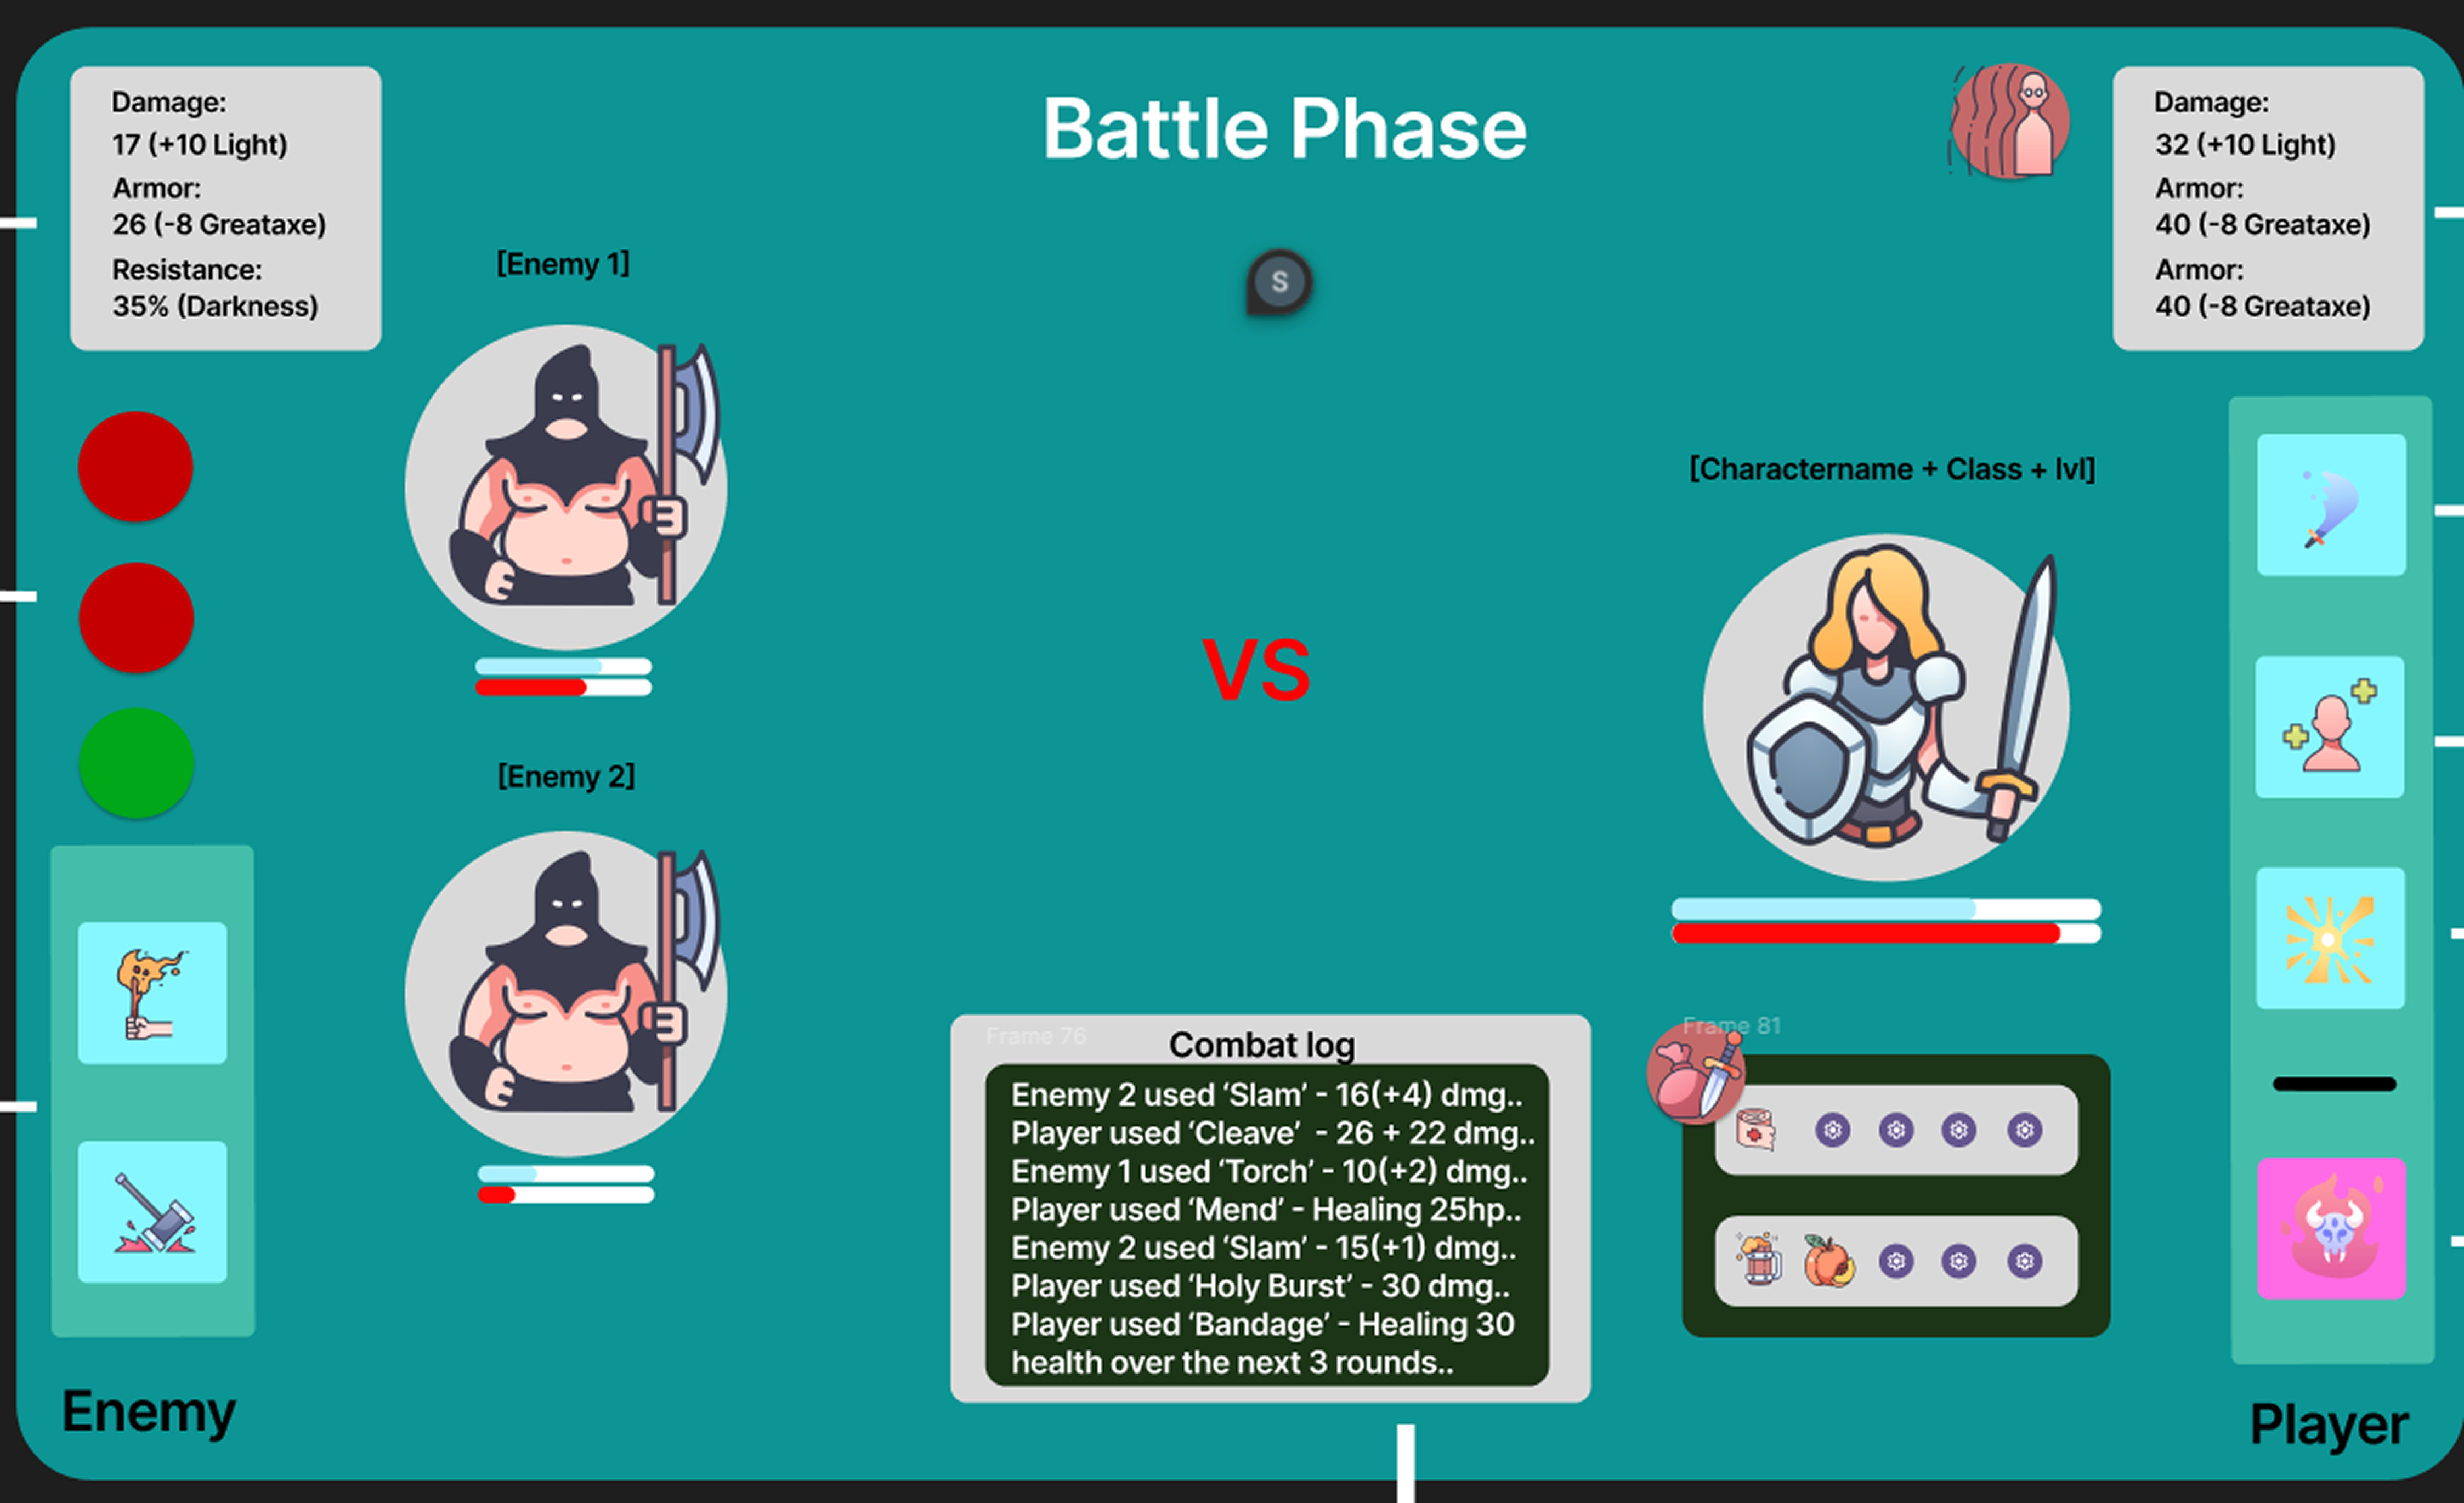 Battle Phase
Damage:
17 (+10 Light)
Armor:
26 (-8 Greataxe)
Resistance:
35% (Darkness)
Damage:
32 (+10 Light)
Armor:
40 (-8 Greataxe)
Armor:
40 (-8 Greataxe)
[Enemy 1]
S
[Charactername + Class + lvl]
VS
[Enemy 2]
Frame 76
Combat log
Enemy 2 used ‘Slam’ - 16(+4) dmg..
Player used ‘Cleave’ - 26 + 22 dmg..
Enemy 1 used ‘Torch’ - 10(+2) dmg..
Player used ‘Mend’ - Healing 25hp..
Enemy 2 used ‘Slam’ - 15(+1) dmg..
Player used ‘Holy Burst’ - 30 dmg..
Player used ‘Bandage’ - Healing 30
health over the next 3 rounds..
Frame 81
Enemy
Player